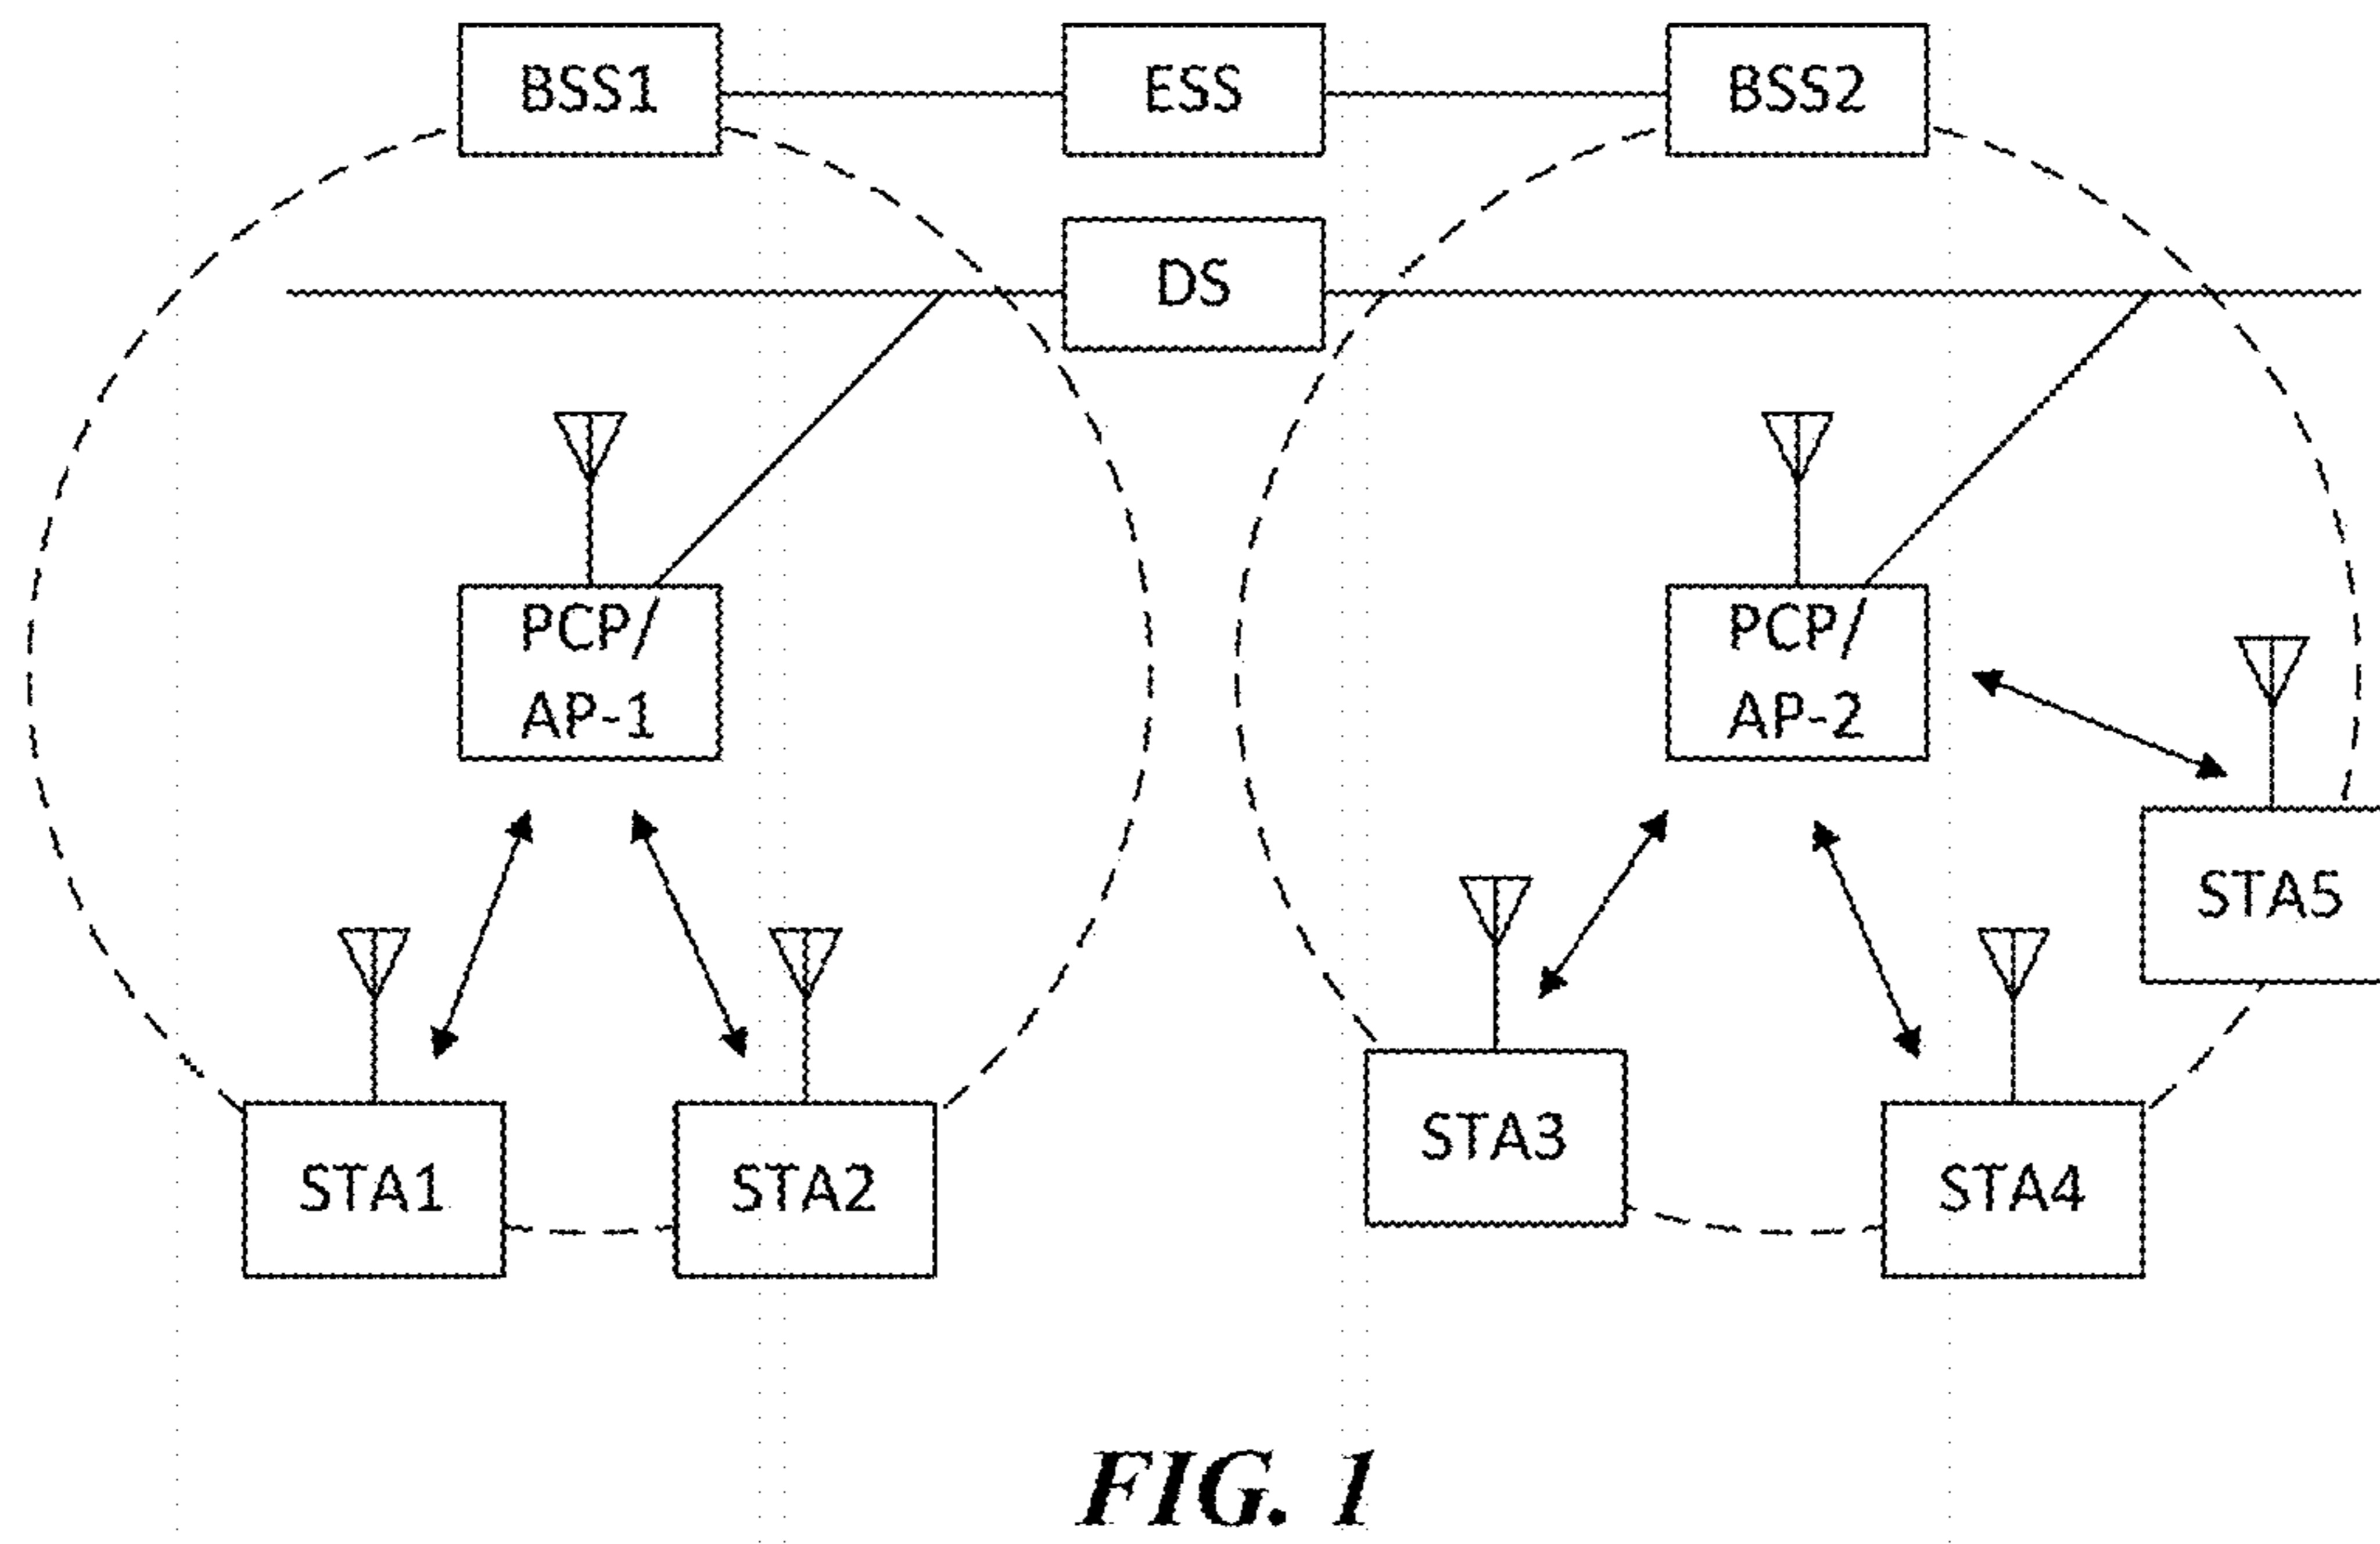 BSS1
ESS
BSS2
DS
PCP/
AP-1
PCP/
AP-2
STA5
STA3
STA1
STA2
STA4
FIG. 1